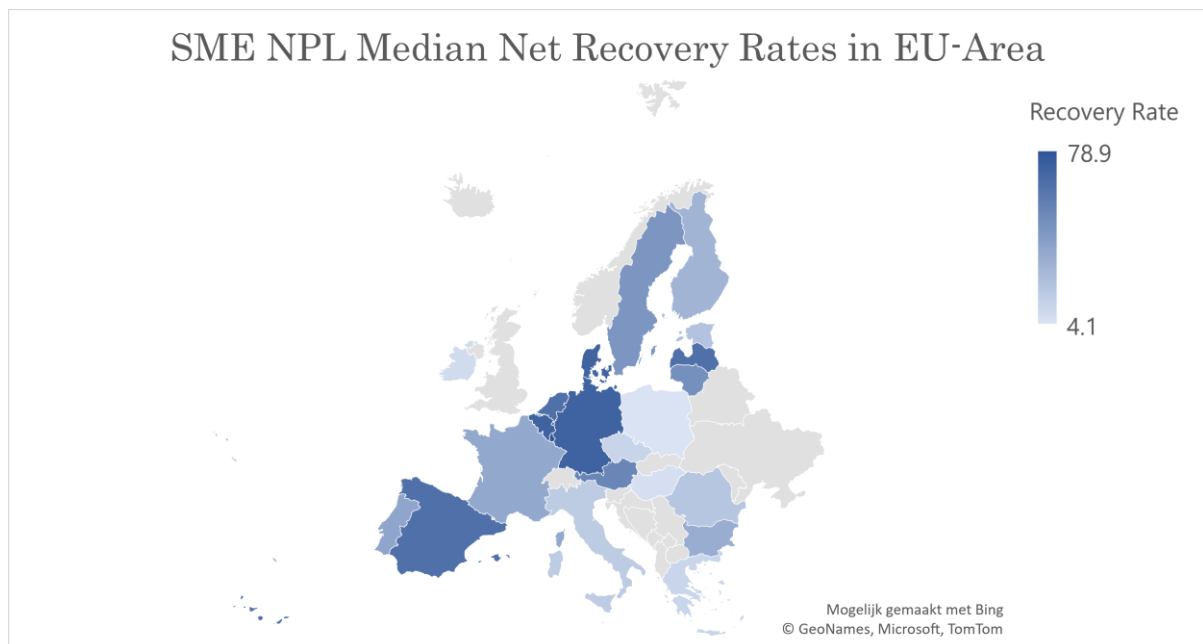 SME NPL Median Net Recovery Rates in EU-Area
Recovery Rate
78.9
4.1
Mogelijk gemaakt met Bing
© GeoNames, Microsoft, TomTom